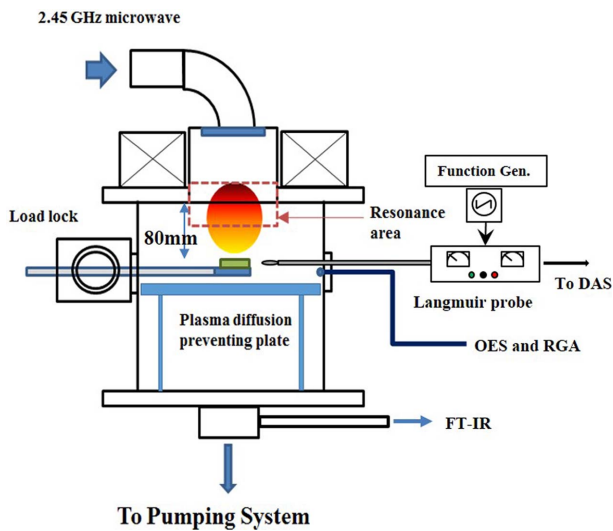 2.45 GHz microwave
Function Gen.
Load lock
80mm
Resonance
area
To DAS
Langmuir probe
Plasma diffusion
preventing plate
OES and RGA
FT-IR
To Pumping System